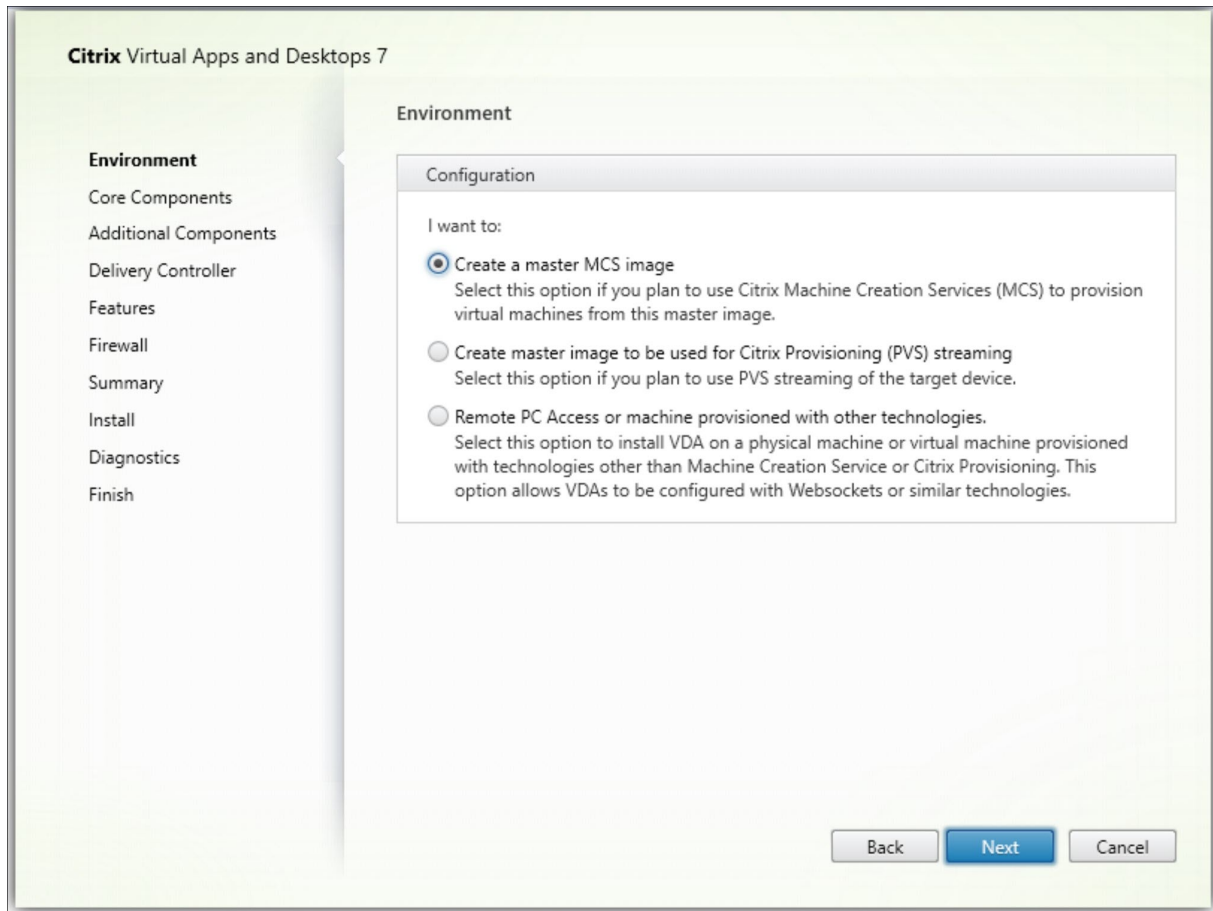 Citrix Virtual Apps and Desktops 7
Environment
Core Components
Additional Components
Delivery Controller
Features
Firewall
Summary
Install
Diagnostics
Finish
Environment
Configuration
I want to:
Create a master MCS image
Select this option if you plan to use Citrix Machine Creation Services (MCS) to provision
virtual machines from this master image.
Create master image to be used for Citrix Provisioning (PVS) streaming
Select this option if you plan to use PVS streaming of the target device.
Remote PC Access or machine provisioned with other technologies.
Select this option to install VDA on a physical machine or virtual machine provisioned
with technologies other than Machine Creation Service or Citrix Provisioning. This
option allows VDAs to be configured with Websockets or similar technologies.
Back
Next
Cancel